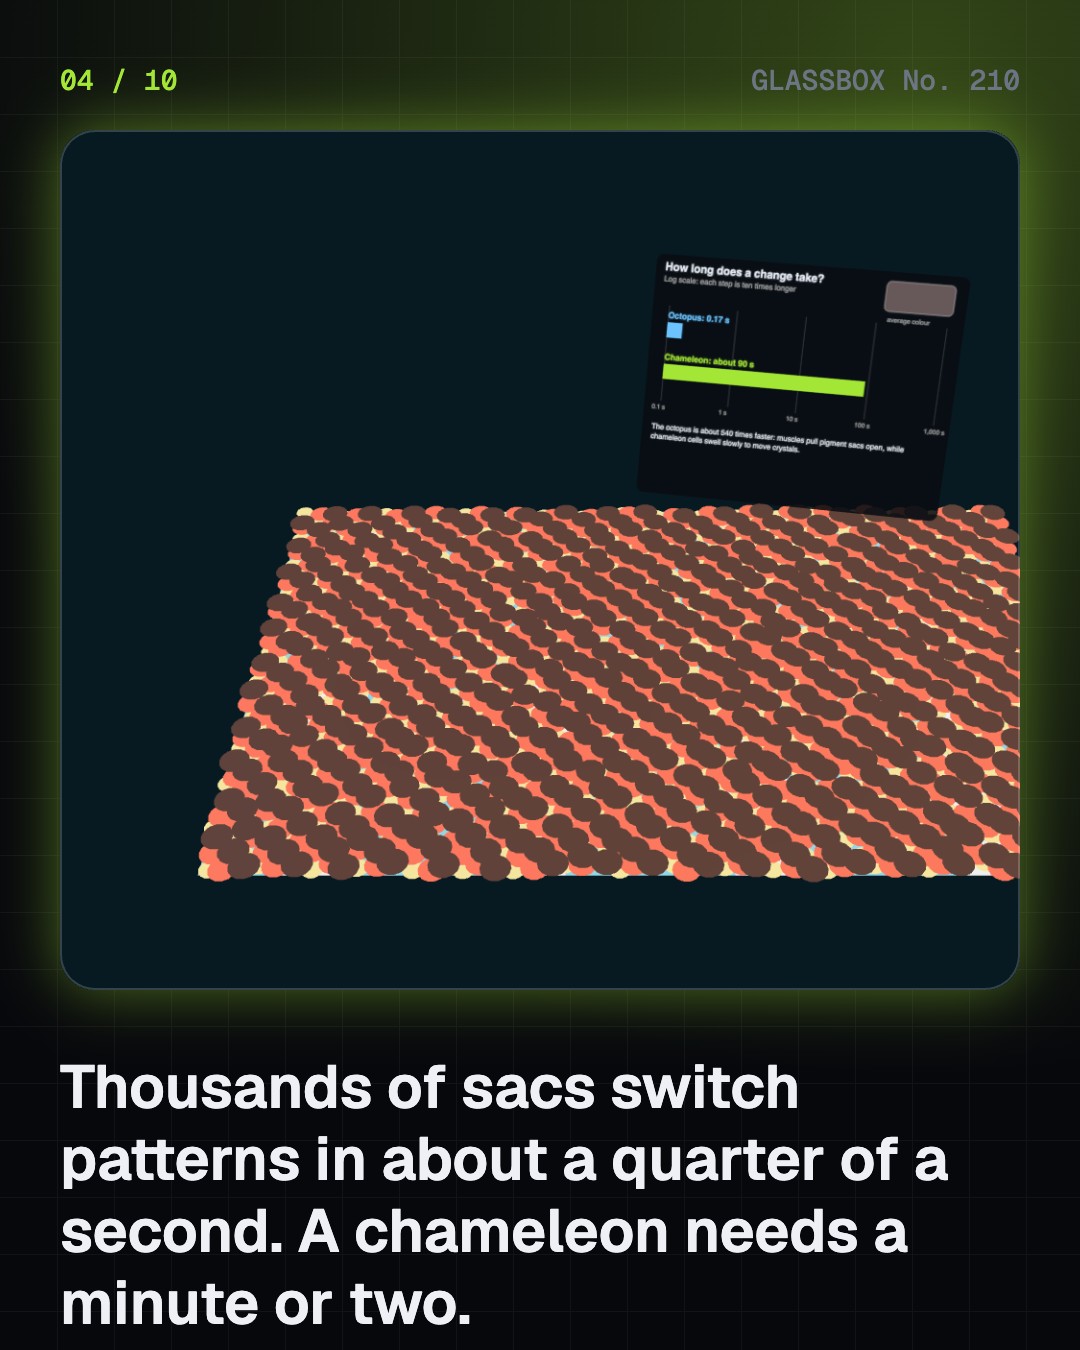 04 / 10
GLASSBOX No. 210
How long does a change take?
Log scale: each step is ten times longer
average colour
Octopus: 0.17 s
Chameleon: about 90 s
0.1 s
1 s
10 s
100 s
1,000 s
The octopus is about 540 times faster: muscles pull pigment sacs open, while
chameleon cells swell slowly to move crystals.
Thousands of sacs switch
patterns in about a quarter of a
second. A chameleon needs a
minute or two.